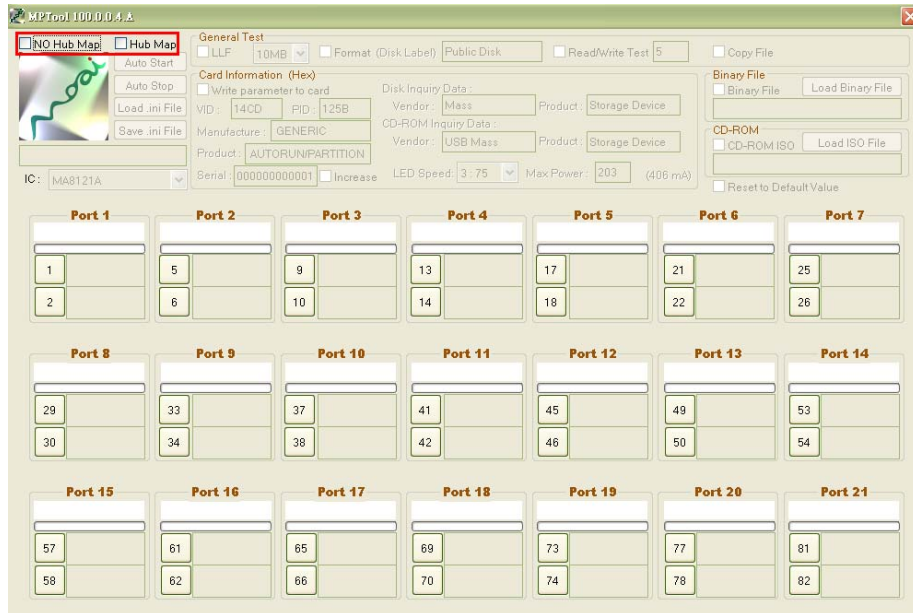 MPTool 100.0.0.4.A
NO Hub Map Hub Map
Auto Start
Auto Stop
Load .ini File
Save .ini File
IC: MA8121A
General Test
LLF 10MB Format (Disk Label) Public Disk Read/Write Test 5 Copy File
Card Information (Hex)
Write parameter to card
VID: 14CD PID: 125B
Manufacture: GENERIC
Product: AUTORUN/PARTITION
Serial: 000000000001 Increase
Disk Inquiry Data:
Vendor: Mass Product: Storage Device
CD-ROM Inquiry Data:
Vendor: USB Mass Product: Storage Device
LED Speed: 3 : 75 Max Power: 203 (406 mA)
Binary File
Binary File Load Binary File
CD-ROM
CD-ROM ISO Load ISO File
Reset to Default Value
Port 1 Port 2 Port 3 Port 4 Port 5 Port 6 Port 7
1 5 9 13 17 21 25
2 6 10 14 18 22 26
Port 8 Port 9 Port 10 Port 11 Port 12 Port 13 Port 14
29 33 37 41 45 49 53
30 34 38 42 46 50 54
Port 15 Port 16 Port 17 Port 18 Port 19 Port 20 Port 21
57 61 65 69 73 77 81
58 62 66 70 74 78 82